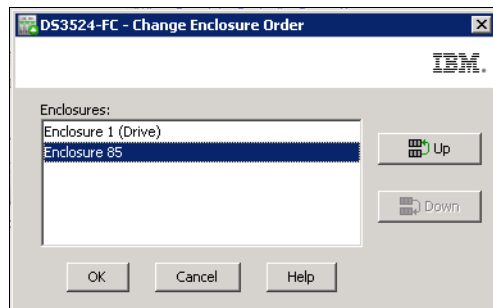 DS3524-FC - Change Enclosure Order
IBM.
Enclosures:
Enclosure 1 (Drive)
Enclosure 85
Up
Down
OK
Cancel
Help